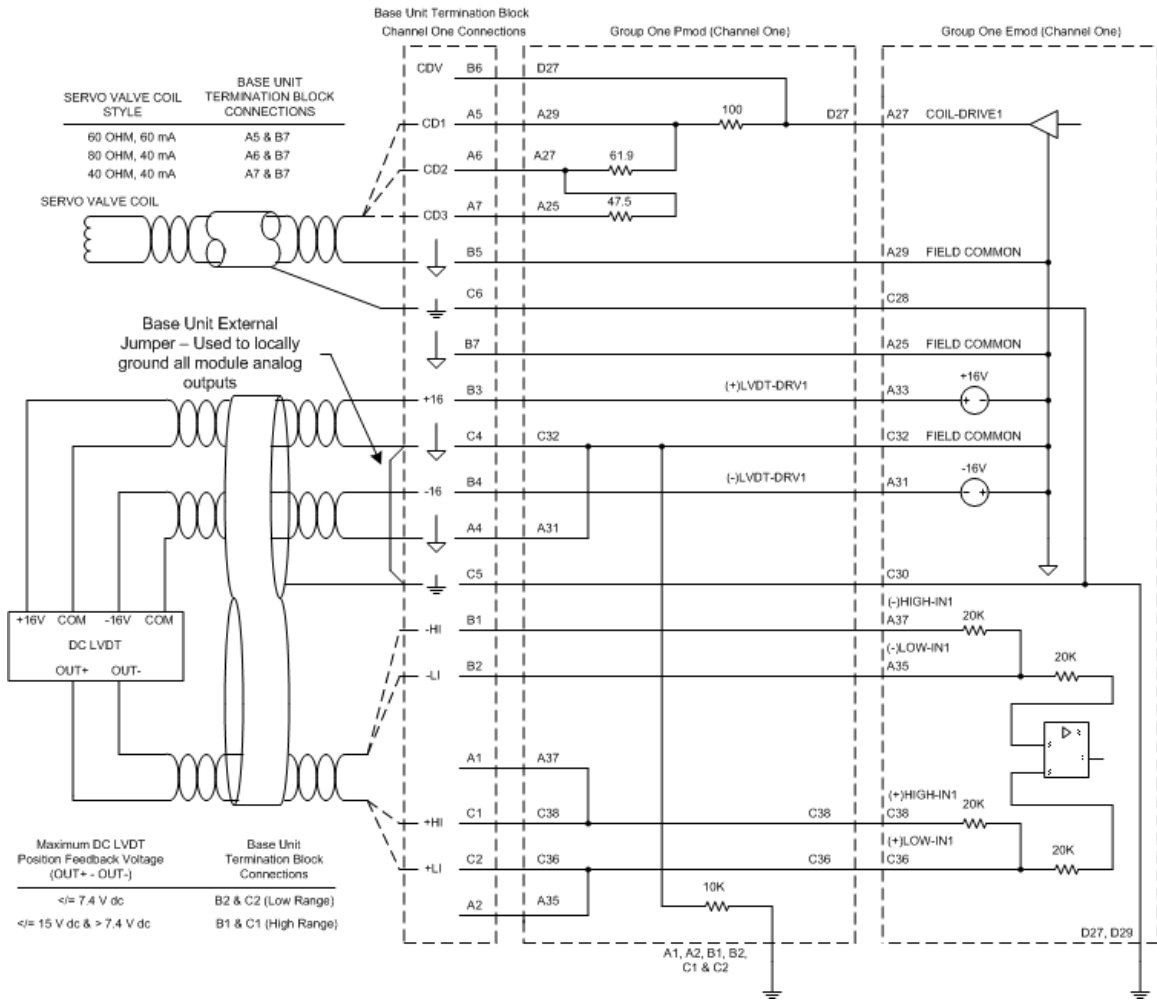 Base Unit Termination Block
Channel One Connections
Group One Pmod (Channel One)
Group One Emod (Channel One)
SERVO VALVE COIL STYLE
BASE UNIT TERMINATION BLOCK CONNECTIONS
60 OHM, 60 mA A5 & B7
80 OHM, 40 mA A6 & B7
40 OHM, 40 mA A7 & B7
SERVO VALVE COIL
CDV B6 D27
CD1 A5 A29 100 D27 A27 COIL-DRIVE1
CD2 A6 A27 61.9
CD3 A7 A25 47.5
B5 A29 FIELD COMMON
C6 C28
Base Unit External
Jumper – Used to locally
ground all module analog
outputs
B7 A25 FIELD COMMON
+16 B3 (+)LVDT-DRV1 A33 +16V
+ -
C4 C32 C32 FIELD COMMON
-16 B4 (-)LVDT-DRV1 A31 -16V
- +
A4 A31
C5 C30
+16V COM -16V COM
DC LVDT
OUT+ OUT-
-HI B1 (-)HIGH-IN1 A37 20K
-LI B2 (-)LOW-IN1 A35 20K
A1 A37
+HI C1 C38 C38 (+)HIGH-IN1 C38 20K
+LI C2 C36 C36 (+)LOW-IN1 C36 20K
A2 A35
10K
Maximum DC LVDT
Position Feedback Voltage
(OUT+ - OUT-)
Base Unit
Termination Block
Connections
</= 7.4 V dc B2 & C2 (Low Range)
</= 15 V dc & > 7.4 V dc B1 & C1 (High Range)
A1, A2, B1, B2,
C1 & C2
D27, D29